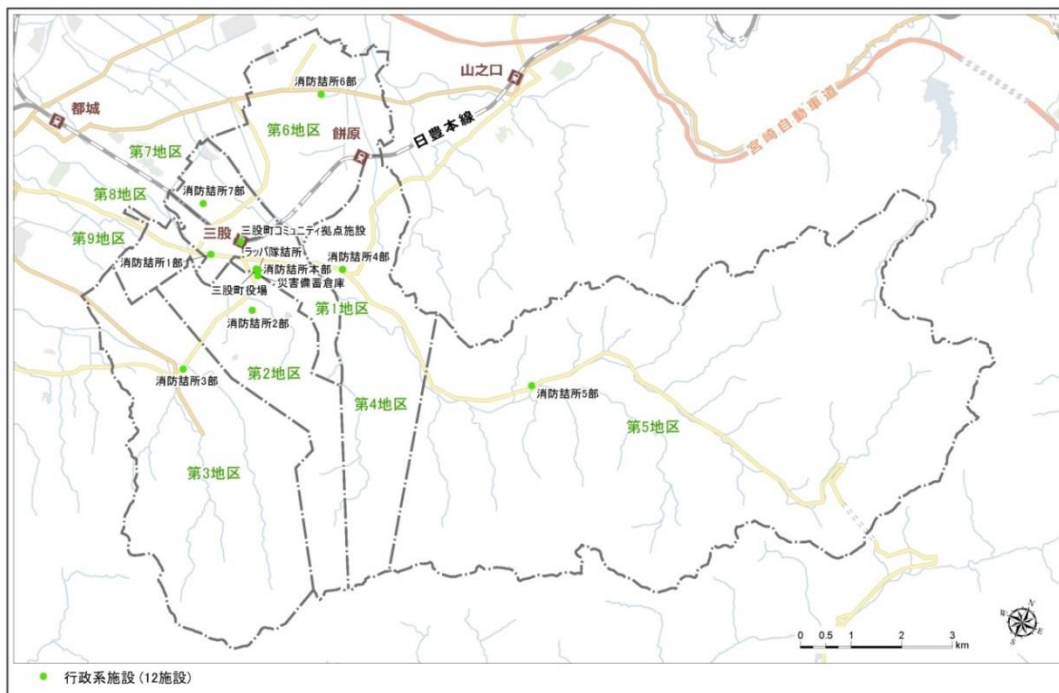 山之口
消防詰所6部
都城
宮崎自動車道
第6地区
日豊本線
餅原
第7地区
第8地区
消防詰所7部
三股
三股町コミュニティ拠点施設
第9地区
ラッパ隊詰所
消防詰所1部
消防詰所本部
消防詰所4部
災害備蓄倉庫
三股町役場
第1地区
消防詰所2部
第2地区
消防詰所3部
消防詰所5部
第4地区
第5地区
第3地区
N
W
E
S
0 0.5 1 2 3
km
行政系施設(12施設)